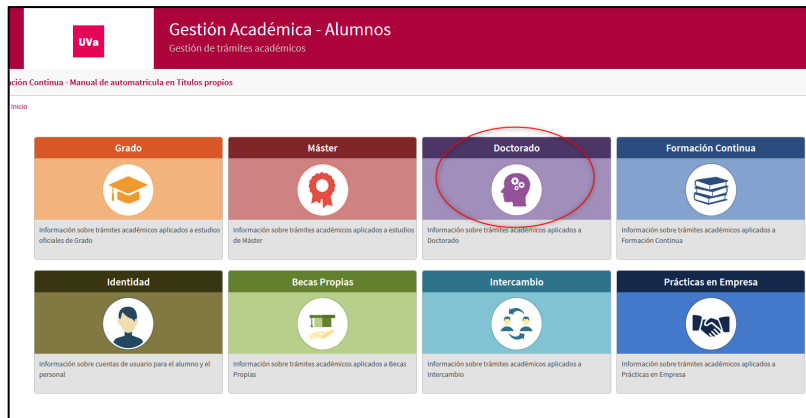 UVa
Gestión Académica - Alumnos
Gestión de trámites académicos
ción Continua - Manual de automatrícula en Títulos propios
Inicio
Grado
Máster
Doctorado
Formación Continua
Información sobre trámites académicos aplicados a estudios
oficiales de Grado
Información sobre trámites académicos aplicados a estudios
de Máster
Información sobre trámites académicos aplicados a
Doctorado
Información sobre trámites académicos aplicados a
Formación Continua
Identidad
Becas Propias
Intercambio
Prácticas en Empresa
Información sobre cuentas de usuario para el alumno y el
personal
Información sobre trámites académicos aplicados a Becas
Propias
Información sobre trámites académicos aplicados a
Intercambio
Información sobre trámites académicos aplicados a
Prácticas en Empresa